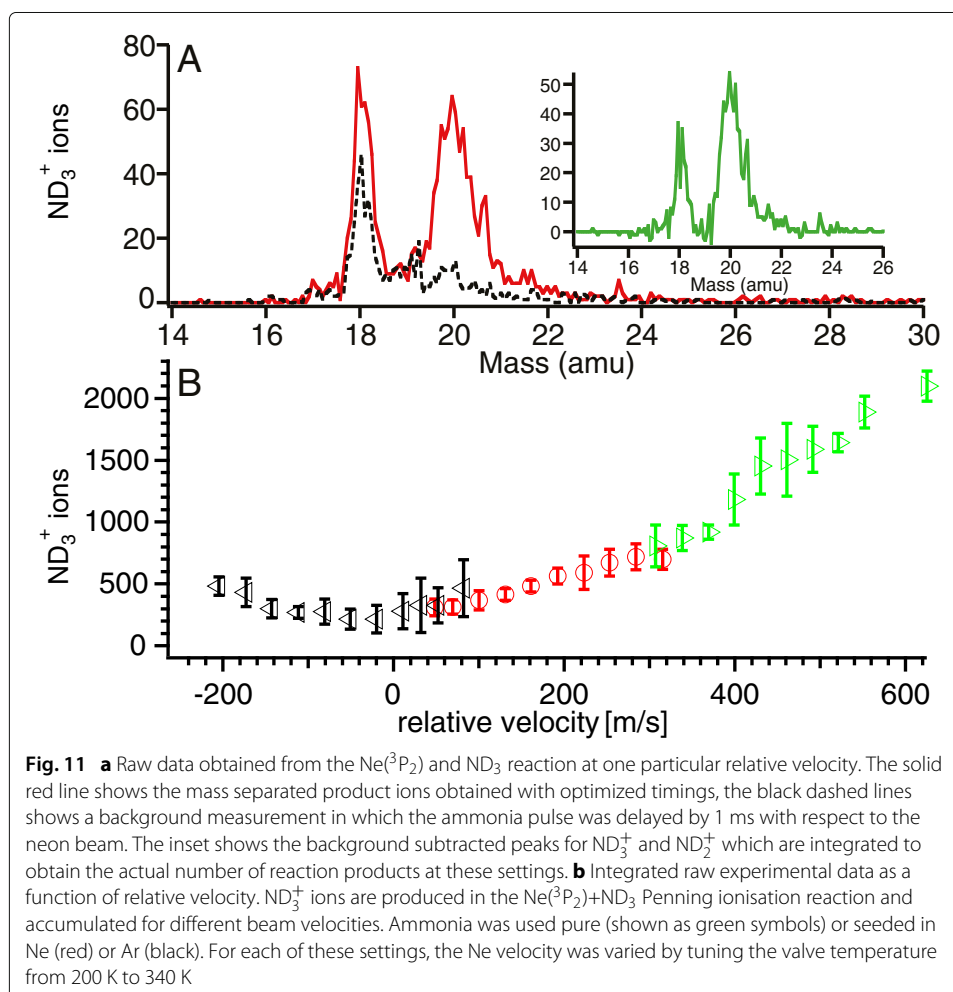 A
80
60
40
20
0
ND₃⁺ ions
14 16 18 20 22 24 26 28 30
Mass (amu)
50
40
30
20
10
0
14 16 18 20 22 24 26
Mass (amu)
B
2000
1500
1000
500
0
ND₃⁺ ions
-200 0 200 400 600
relative velocity [m/s]
Fig. 11 a Raw data obtained from the Ne(³P₂) and ND₃ reaction at one particular relative velocity. The solid
red line shows the mass separated product ions obtained with optimized timings, the black dashed lines
shows a background measurement in which the ammonia pulse was delayed by 1 ms with respect to the
neon beam. The inset shows the background subtracted peaks for ND₃⁺ and ND₂⁺ which are integrated to
obtain the actual number of reaction products at these settings. b Integrated raw experimental data as a
function of relative velocity. ND₃⁺ ions are produced in the Ne(³P₂)+ND₃ Penning ionisation reaction and
accumulated for different beam velocities. Ammonia was used pure (shown as green symbols) or seeded in
Ne (red) or Ar (black). For each of these settings, the Ne velocity was varied by tuning the valve temperature
from 200 K to 340 K